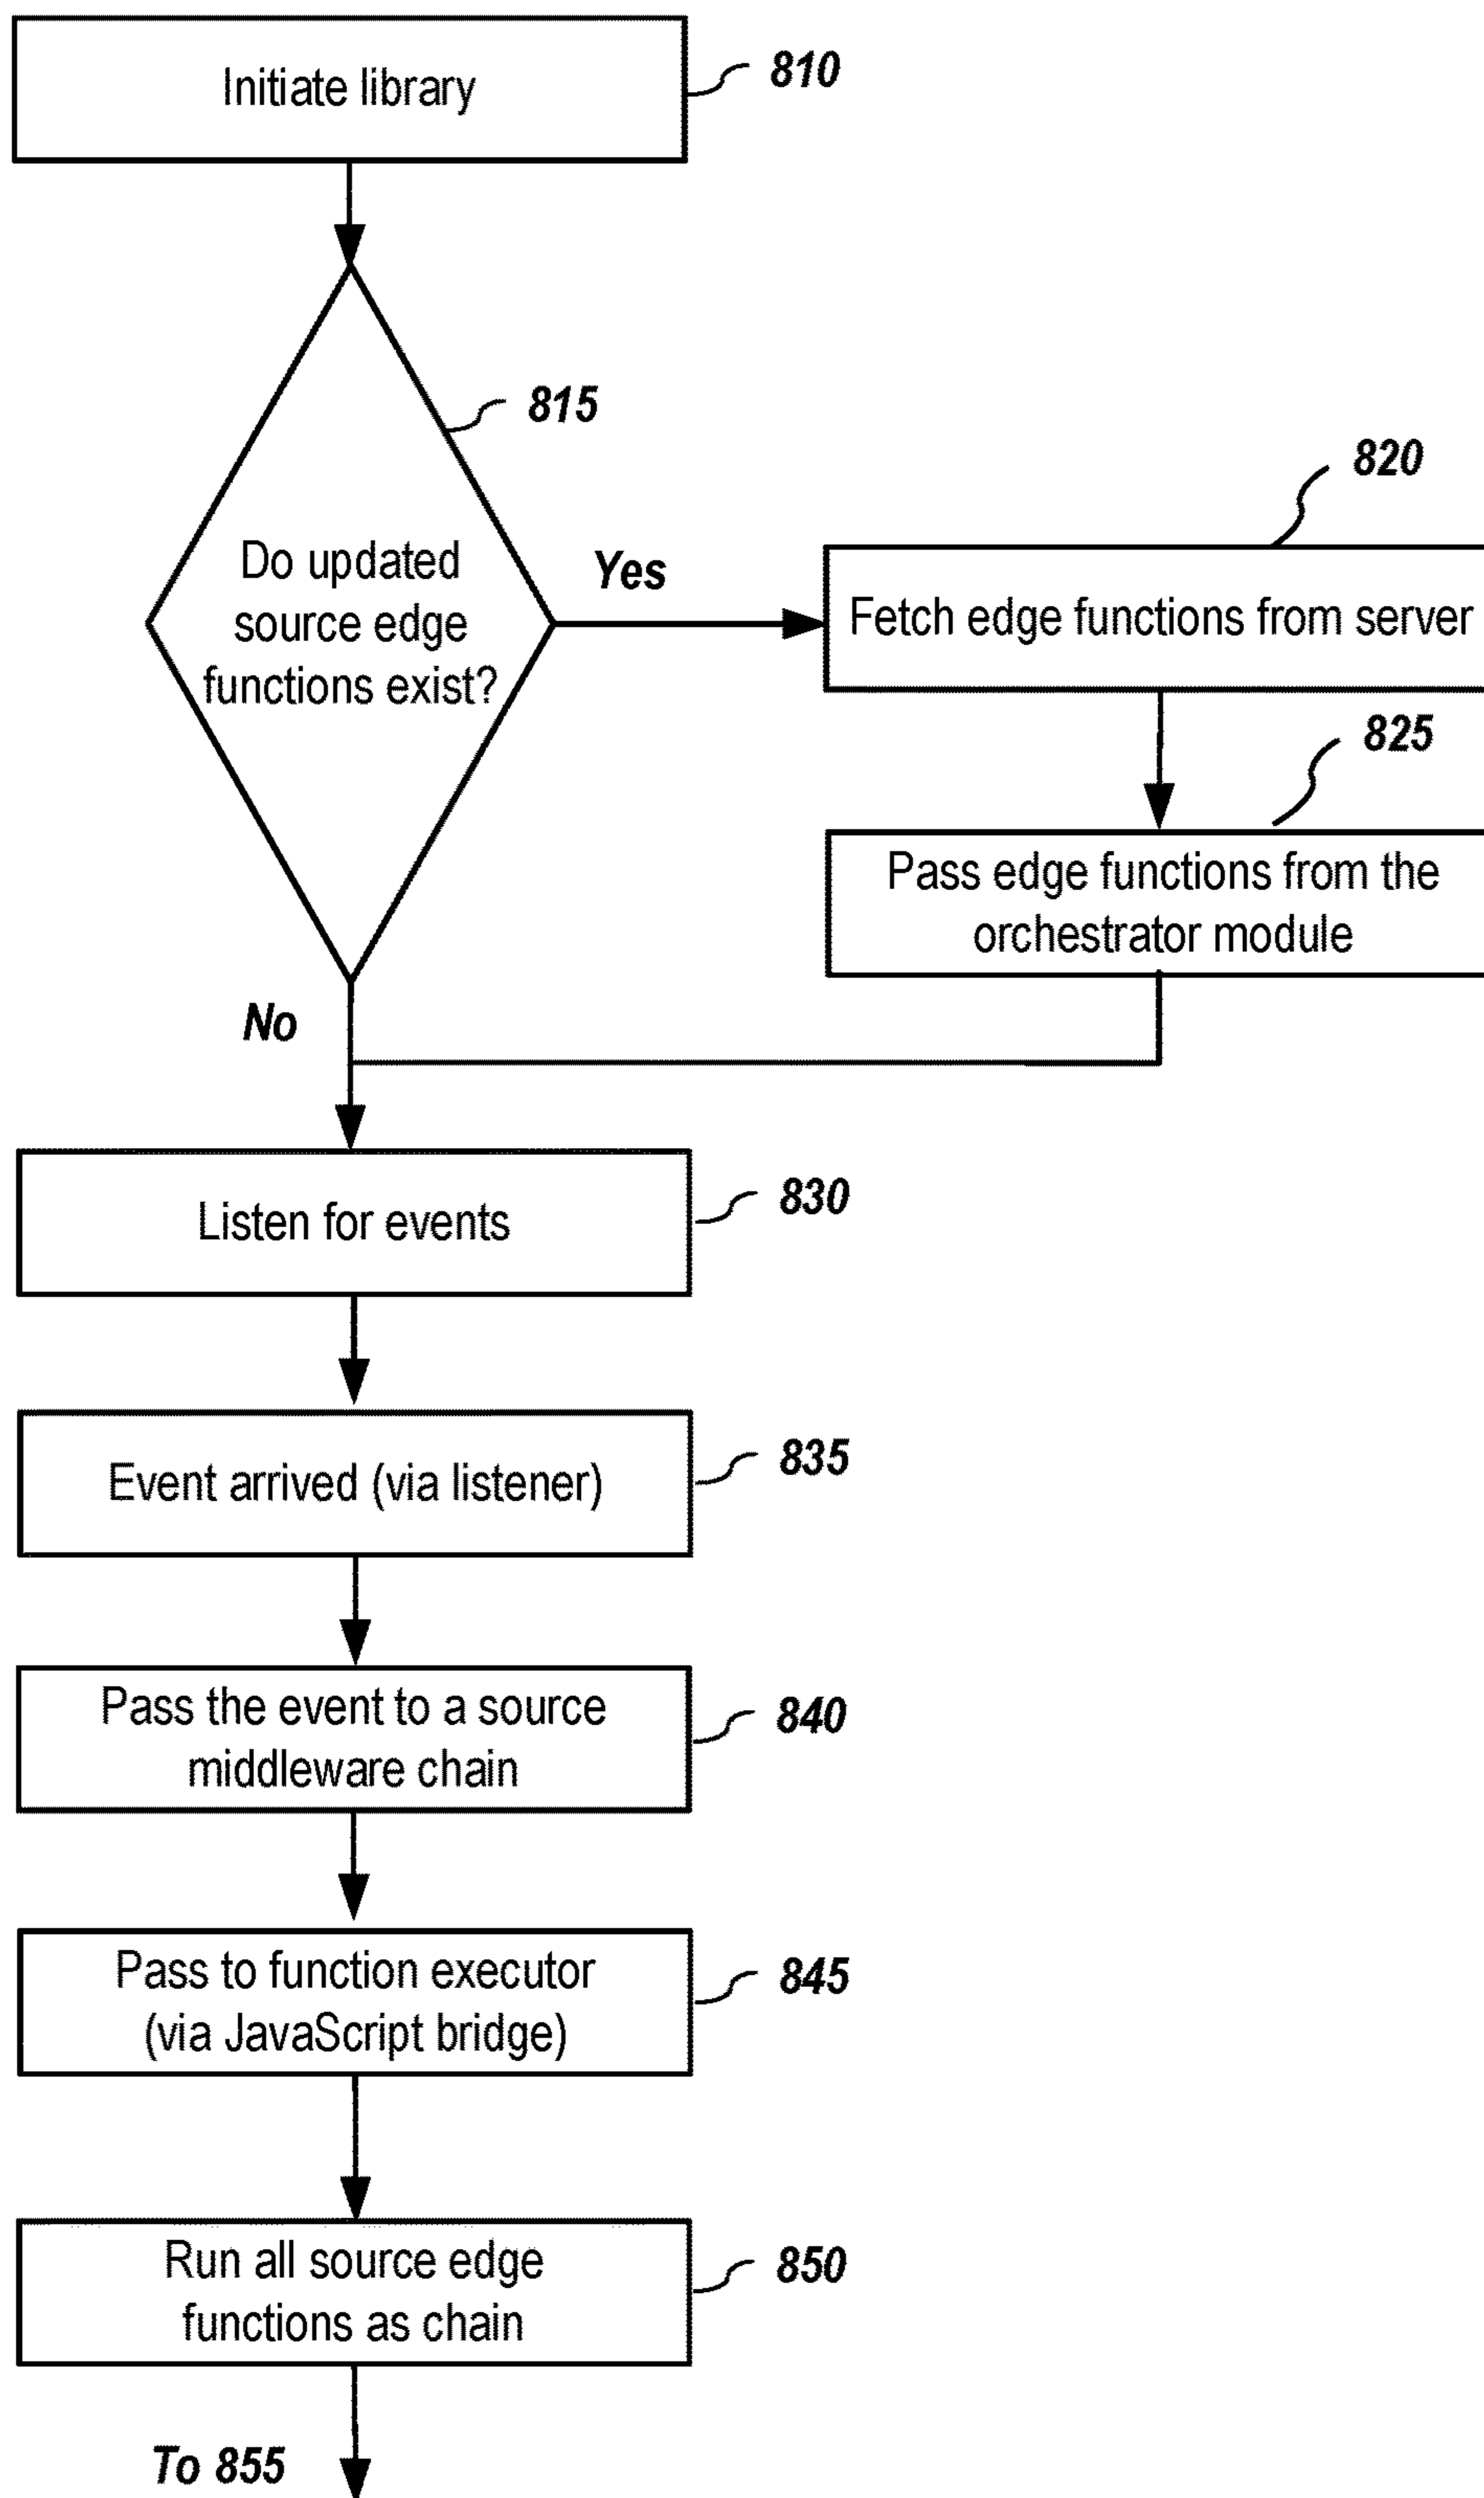 Initiate library
810
815
Do updated
source edge
functions exist?
Yes
820
Fetch edge functions from server
825
Pass edge functions from the
orchestrator module
No
Listen for events
830
Event arrived (via listener)
835
Pass the event to a source
middleware chain
840
Pass to function executor
(via JavaScript bridge)
845
Run all source edge
functions as chain
850
To 855